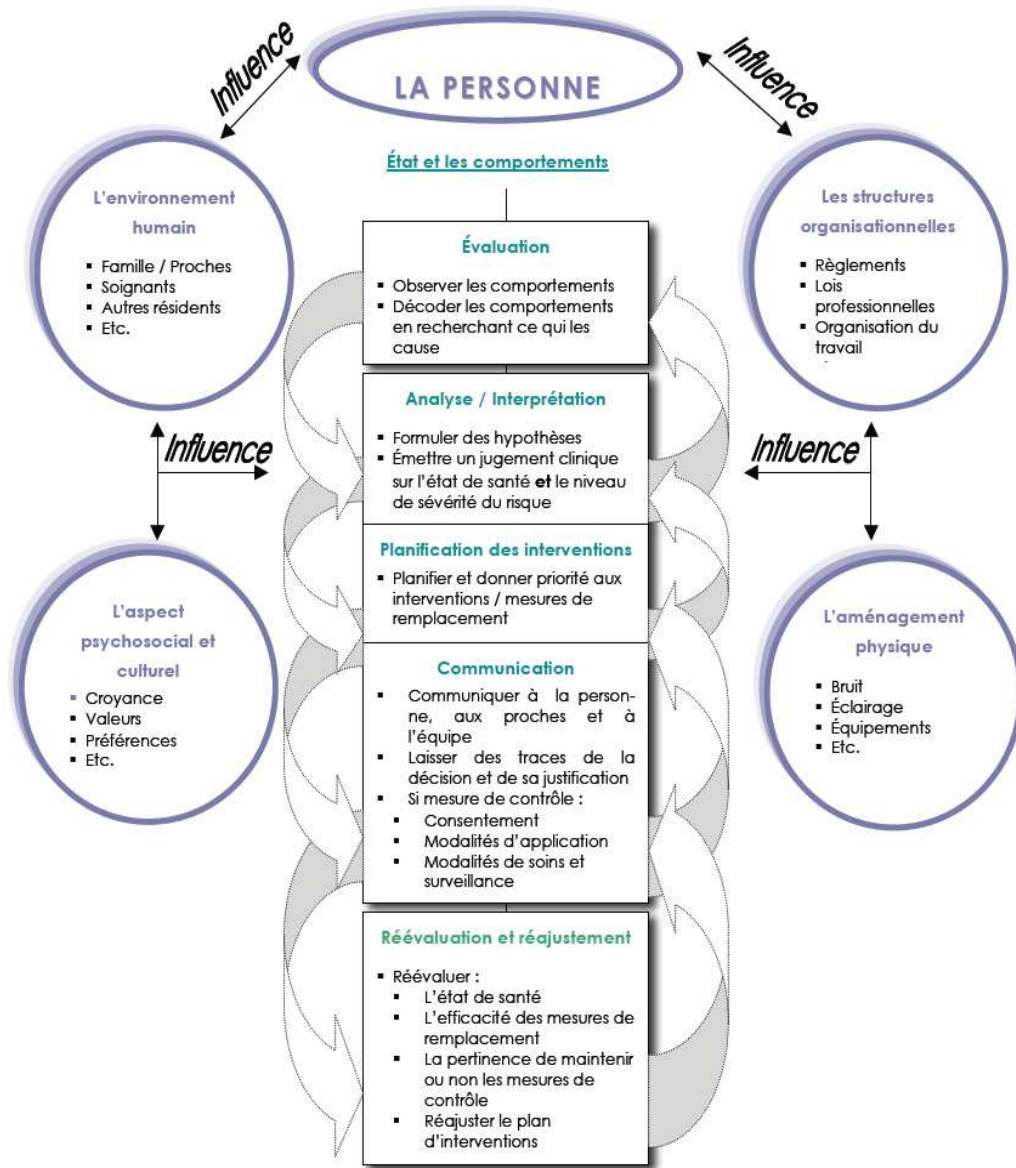 LA PERSONNE
Influence
Influence
État et les comportements
L'environnement
humain
▪ Famille / Proches
▪ Soignants
▪ Autres résidents
▪ Etc.
Les structures
organisationnelles
▪ Règlements
▪ Lois
professionnelles
▪ Organisation du
travail
Évaluation
▪ Observer les comportements
▪ Décoder les comportements
en recherchant ce qui les
cause
Analyse / Interprétation
▪ Formuler des hypothèses
▪ Émettre un jugement clinique
sur l'état de santé et le niveau
de sévérité du risque
Influence
Influence
Planification des interventions
▪ Planifier et donner priorité aux
interventions / mesures de
remplacement
L'aspect
psychosocial et
culturel
▪ Croyance
▪ Valeurs
▪ Préférences
▪ Etc.
L'aménagement
physique
▪ Bruit
▪ Éclairage
▪ Équipements
▪ Etc.
Communication
▪ Communiquer à la person-
ne, aux proches et à
l'équipe
▪ Laisser des traces de la
décision et de sa justification
▪ Si mesure de contrôle :
▪ Consentement
▪ Modalités d'application
▪ Modalités de soins et
surveillance
Réévaluation et réajustement
▪ Réévaluer :
▪ L'état de santé
▪ L'efficacité des mesures de
remplacement
▪ La pertinence de maintenir
ou non les mesures de
contrôle
▪ Réajuster le plan
d'interventions